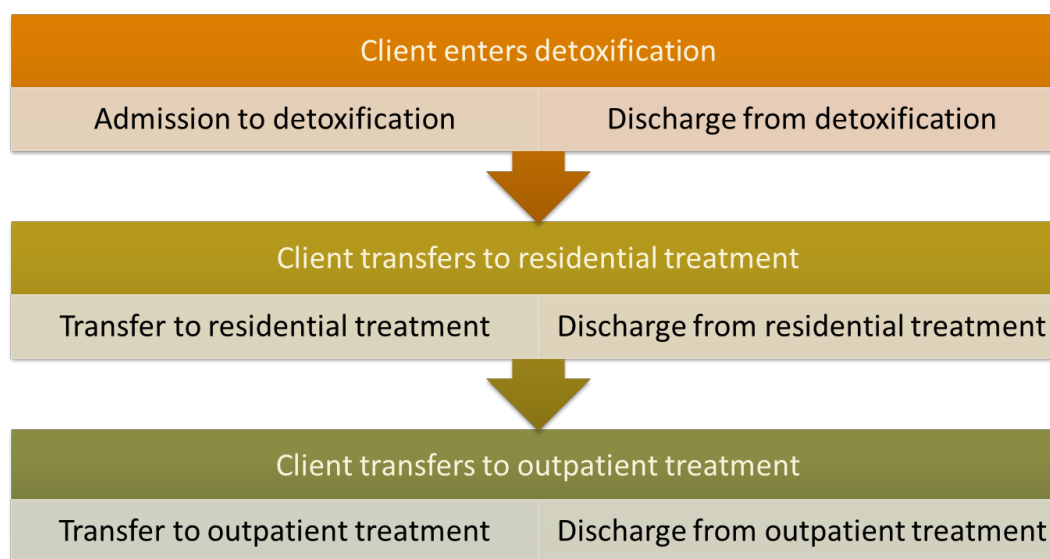 Client enters detoxification
Admission to detoxification
Discharge from detoxification
Client transfers to residential treatment
Transfer to residential treatment
Discharge from residential treatment
Client transfers to outpatient treatment
Transfer to outpatient treatment
Discharge from outpatient treatment